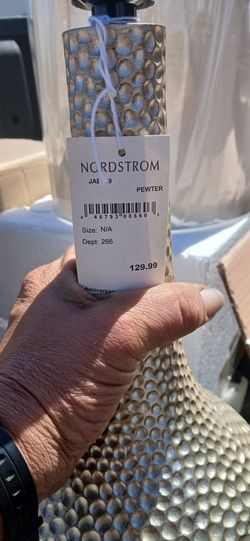 NORDSTROM
PEWTER
Size: N/A
Dept: 266
129.99